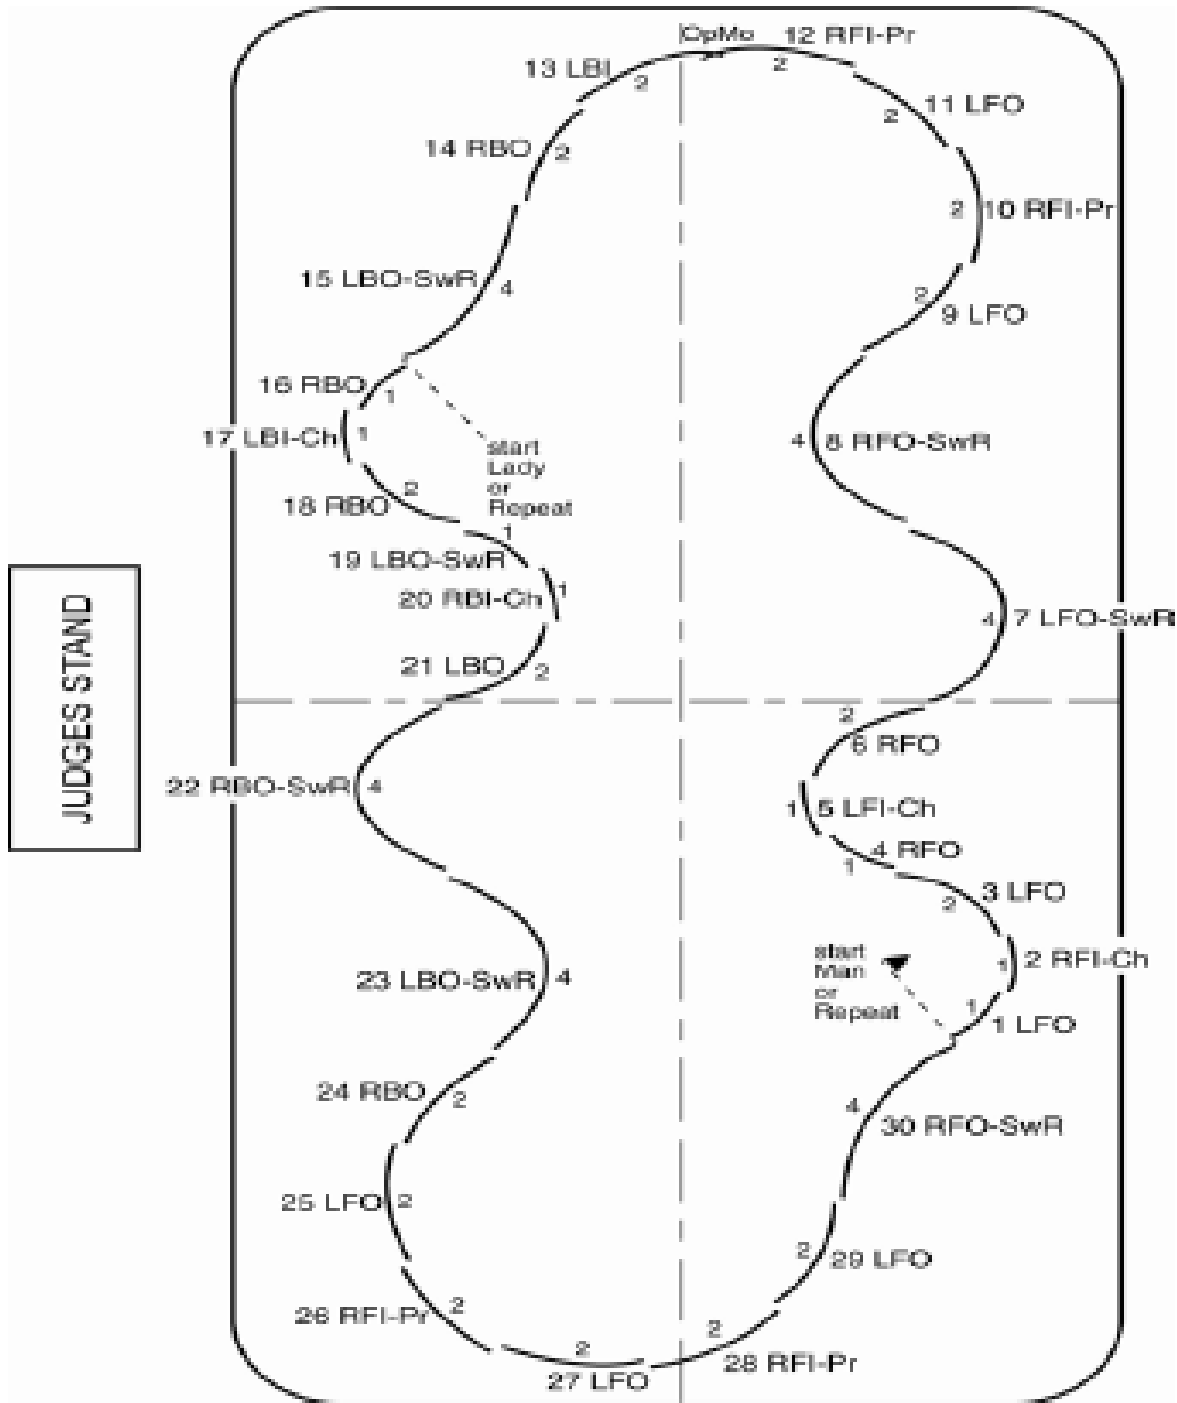 OpMo
12 RFI-Pr
2
13 LBI
2
11 LFO
2
14 RBO
2
10 RFI-Pr
2
15 LBO-SwR
4
9 LFO
2
16 RBO
1
17 LBI-Ch
1
start
Lady
or
Repeat
8 RFO-SwR
4
18 RBO
2
19 LBO-SwR
1
20 RBI-Ch
1
7 LFO-SwR
4
21 LBO
2
JUDGES STAND
6 RFO
2
22 RBO-SwR
4
5 LFI-Ch
1
4 RFO
1
3 LFO
2
start
Man
or
Repeat
2 RFI-Ch
1
23 LBO-SwR
4
1 LFO
1
24 RBO
2
30 RFO-SwR
4
25 LFO
2
29 LFO
2
26 RFI-Pr
2
28 RFI-Pr
2
27 LFO
2